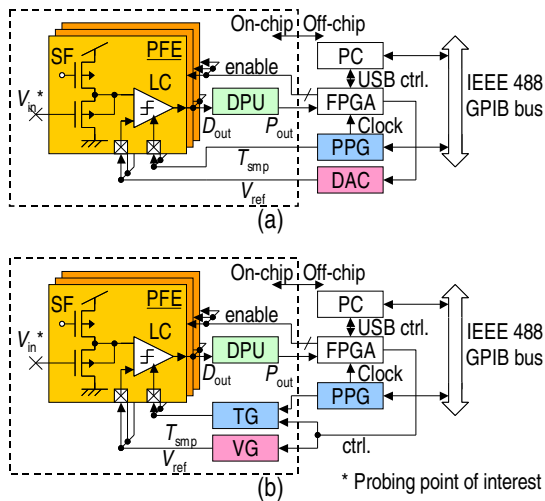 On-chip Off-chip
PFE
SF
LC
enable
PC
USB ctrl.
IEEE 488
GPIB bus
Vin*
DPU
FPGA
Dout
Pout
Clock
Tsmp
PPG
Vref
DAC
(a)
On-chip Off-chip
PFE
SF
LC
enable
PC
USB ctrl.
IEEE 488
GPIB bus
Vin*
DPU
FPGA
Dout
Pout
Clock
TG
PPG
Tsmp
Vref
VG
ctrl.
(b)
* Probing point of interest